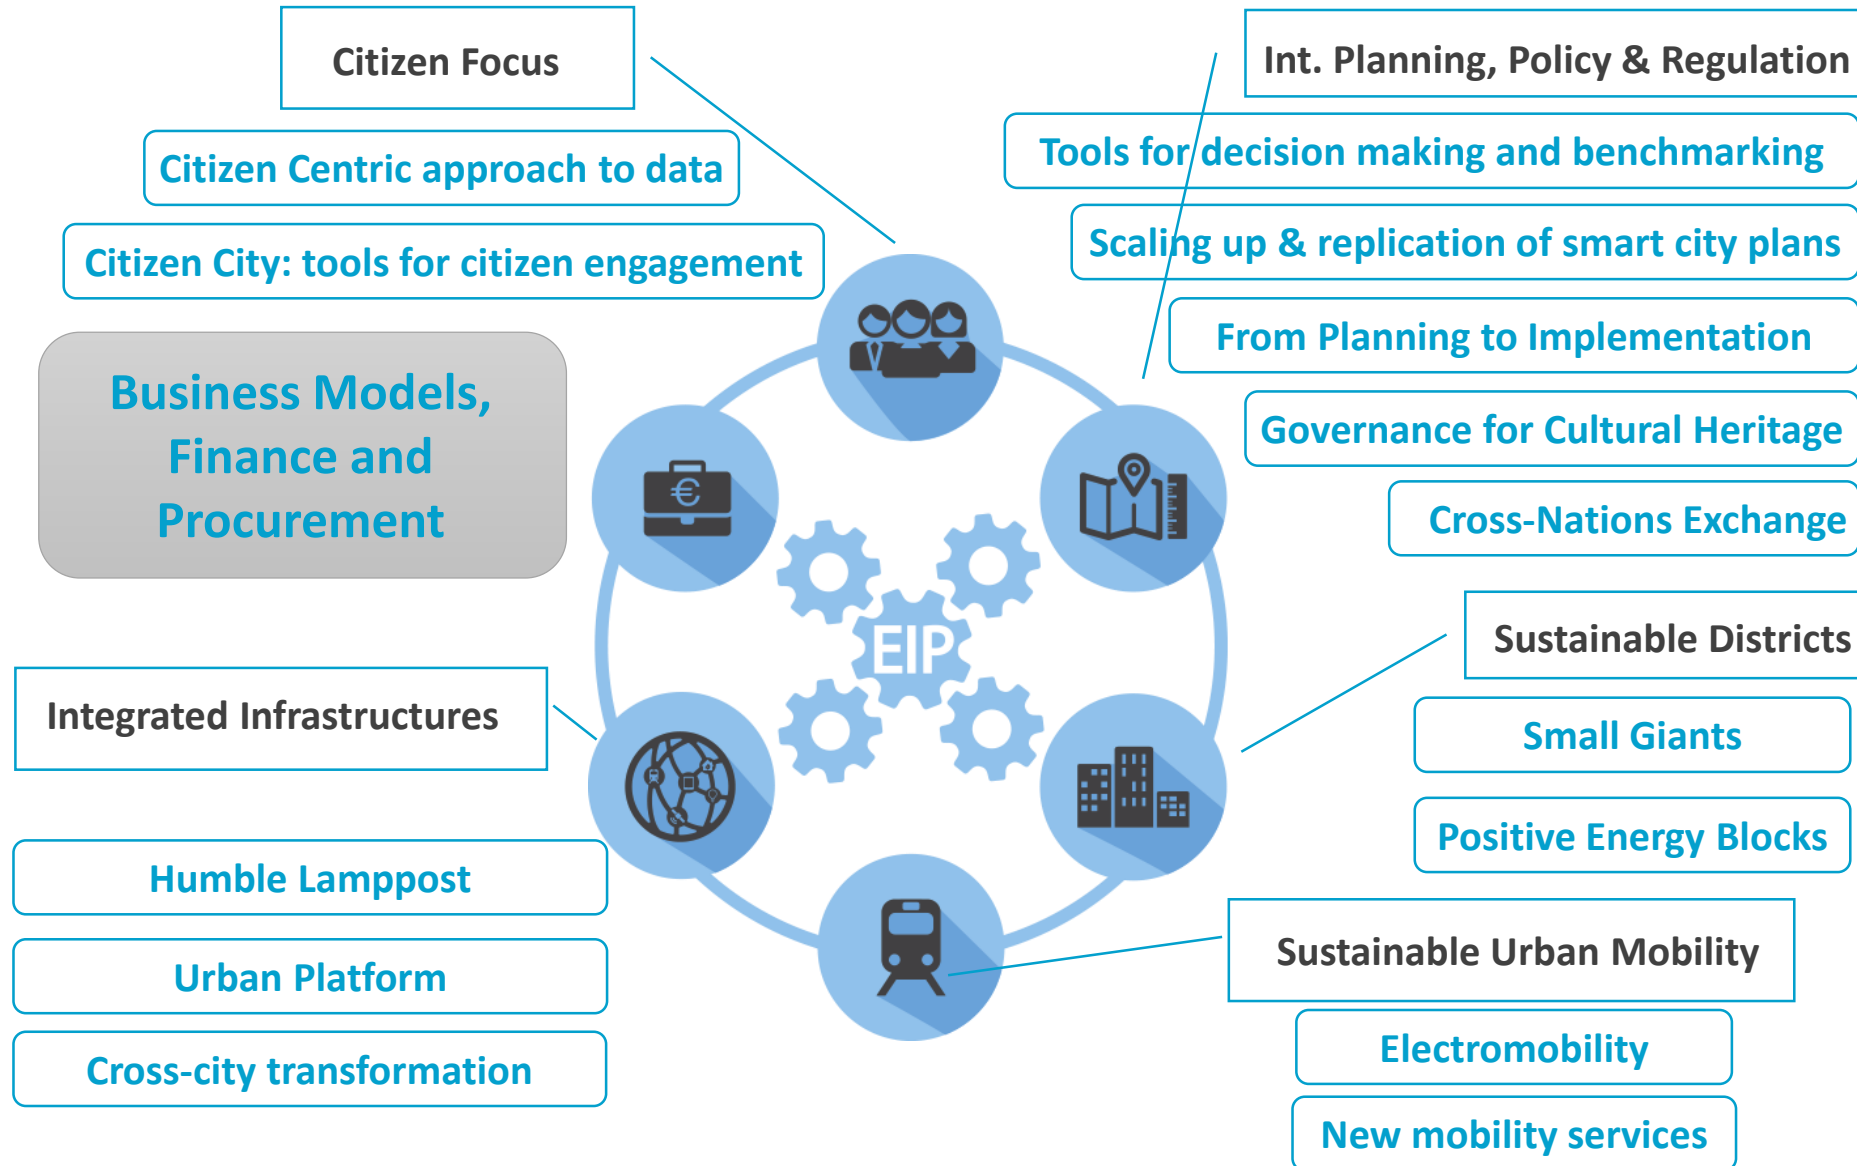 Citizen Focus
Citizen Centric approach to data
Citizen City: tools for citizen engagement
Business Models,
Finance and
Procurement
Int. Planning, Policy & Regulation
Tools for decision making and benchmarking
Scaling up & replication of smart city plans
From Planning to Implementation
Governance for Cultural Heritage
Cross-Nations Exchange
€
EIP
Integrated Infrastructures
Humble Lamppost
Urban Platform
Cross-city transformation
Sustainable Districts
Small Giants
Positive Energy Blocks
Sustainable Urban Mobility
Electromobility
New mobility services